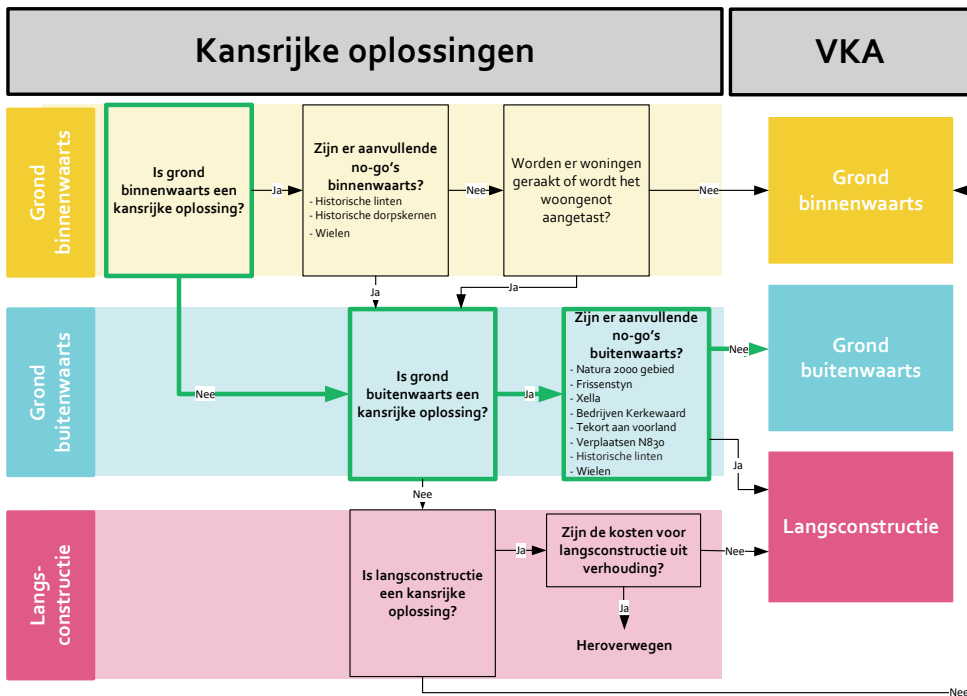 Kansrijke oplossingen
VKA
Grond
binnenwaarts
Is grond
binnenwaarts een
kansrijke oplossing?
Ja
Zijn er aanvullende
no-go's
binnenwaarts?
- Historische linten
- Historische dorpskernen
- Wielen
Nee
Worden er woningen
geraakt of wordt het
woongenot
aangetast?
Nee
Grond
binnenwaarts
Ja
Ja
Grond
buitenwaarts
Nee
Is grond
buitenwaarts een
kansrijke oplossing?
Ja
Zijn er aanvullende
no-go's
buitenwaarts?
- Natura 2000 gebied
- Frissenstyn
- Xella
- Bedrijven Kerkewaard
- Tekort aan voorland
- Verplaatsen N830
- Historische linten
- Wielen
Nee
Grond
buitenwaarts
Ja
Nee
Langs-
constructie
Is langsconstructie
een kansrijke
oplossing?
Ja
Zijn de kosten voor
langsconstructie uit
verhouding?
Nee
Langsconstructie
Ja
Heroverwegen
Nee